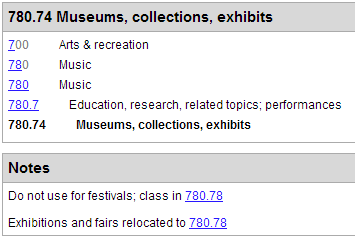 780.74 Museums, collections, exhibits
700 Arts & recreation
780 Music
780 Music
780.7 Education, research, related topics; performances
780.74 Museums, collections, exhibits
Notes
Do not use for festivals; class in 780.78
Exhibitions and fairs relocated to 780.78